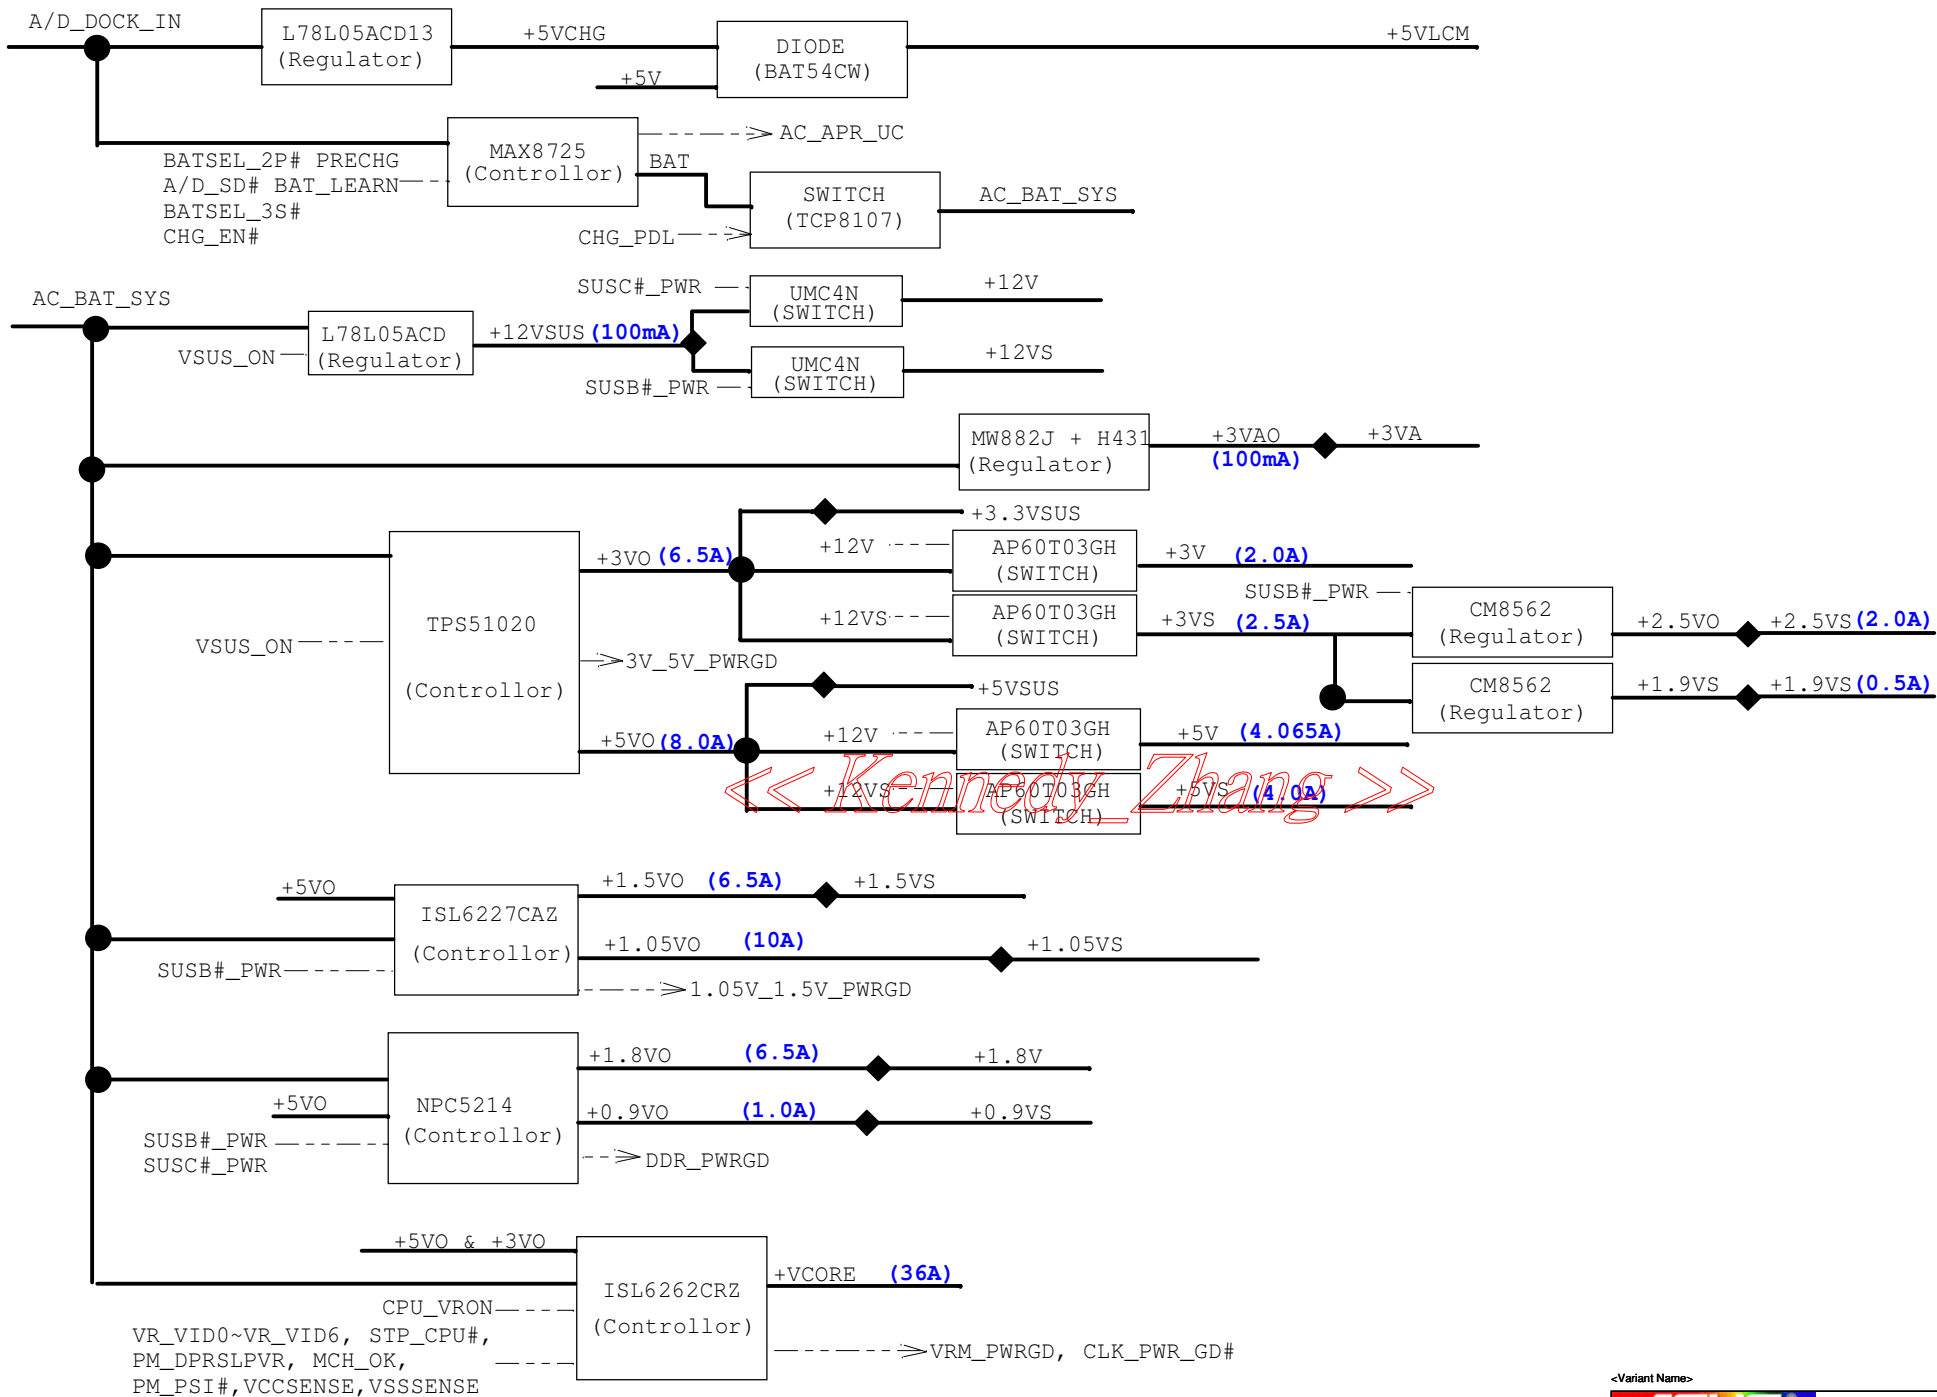 A/D_DOCK_IN
L78L05ACD13
(Regulator)
+5VCHG
+5V
DIODE
(BAT54CW)
+5VLCM
MAX8725
(Controllor)
AC_APR_UC
BAT
BATSEL_2P# PRECHG
A/D_SD# BAT_LEARN
BATSEL_3S#
CHG_EN#
SWITCH
(TCP8107)
AC_BAT_SYS
CHG_PDL
AC_BAT_SYS
L78L05ACD
(Regulator)
VSUS_ON
+12VSUS (100mA)
SUSC#_PWR
UMC4N
(SWITCH)
+12V
UMC4N
(SWITCH)
+12VS
SUSB#_PWR
MW882J + H431
(Regulator)
+3VAO
(100mA)
+3VA
TPS51020
(Controllor)
VSUS_ON
+3VO (6.5A)
+3.3VSUS
+12V
AP60T03GH
(SWITCH)
+3V (2.0A)
+12VS
AP60T03GH
(SWITCH)
+3VS (2.5A)
SUSB#_PWR
CM8562
(Regulator)
+2.5VO
+2.5VS (2.0A)
CM8562
(Regulator)
+1.9VS
+1.9VS (0.5A)
3V_5V_PWRGD
+5VO (8.0A)
+5VSUS
+12V
AP60T03GH
(SWITCH)
+5V (4.065A)
+12VS
AP60T03GH
(SWITCH)
+5VS (4.0A)
<< Kennedy_Zhang >>
+5VO
ISL6227CAZ
(Controllor)
SUSB#_PWR
+1.5VO (6.5A)
+1.5VS
+1.05VO (10A)
+1.05VS
1.05V_1.5V_PWRGD
NPC5214
(Controllor)
+5VO
SUSB#_PWR
SUSC#_PWR
+1.8VO (6.5A)
+1.8V
+0.9VO (1.0A)
+0.9VS
DDR_PWRGD
+5VO & +3VO
ISL6262CRZ
(Controllor)
+VCORE (36A)
CPU_VRON
VR_VID0~VR_VID6, STP_CPU#,
PM_DPRSLPVR, MCH_OK,
PM_PSI#,VCCSENSE,VSSSENSE
VRM_PWRGD, CLK_PWR_GD#
<Variant Name>